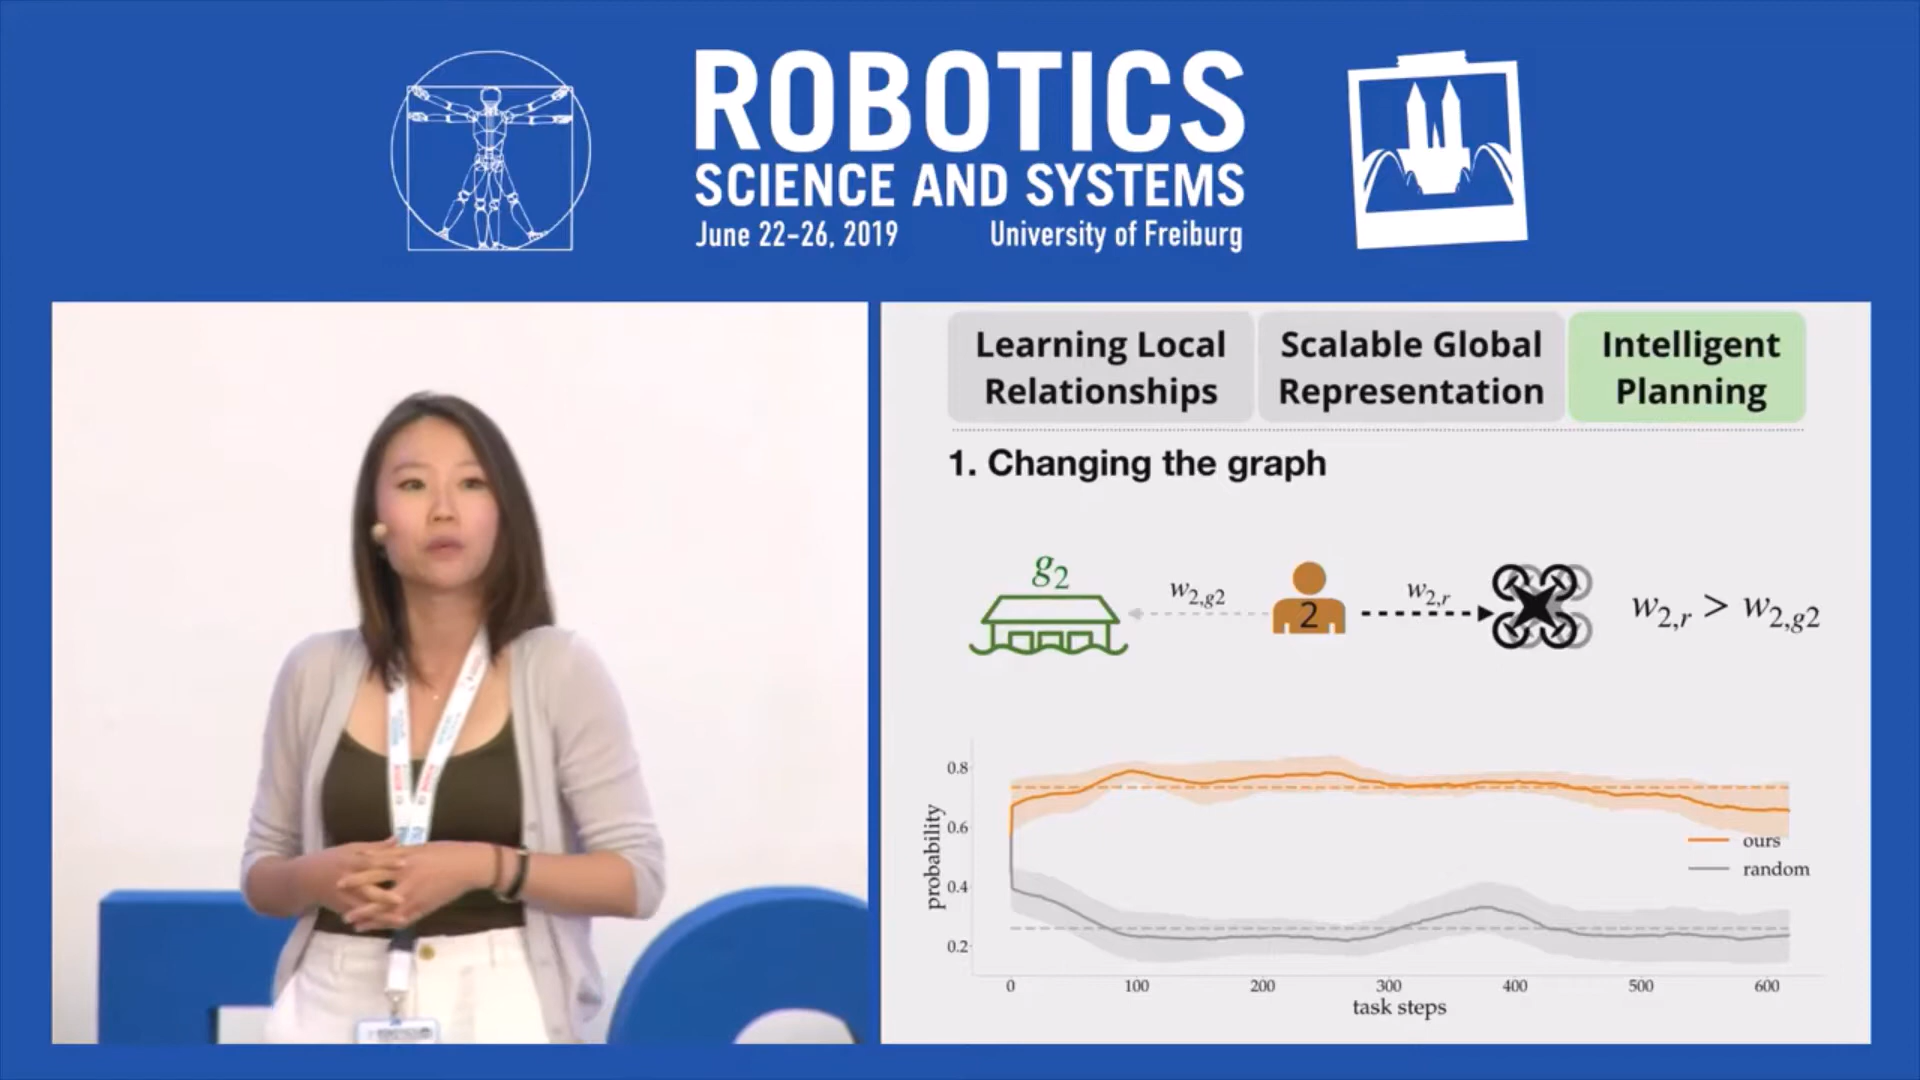 ROBOTICS
SCIENCE AND SYSTEMS
June 22-26, 2019 University of Freiburg
Learning Local Relationships
Scalable Global Representation
Intelligent Planning
1. Changing the graph
g2
w2,g2
2
w2,r
w2,r > w2,g2
probability
0.8
0.6
0.4
0.2
ours
random
0 100 200 300 400 500 600
task steps